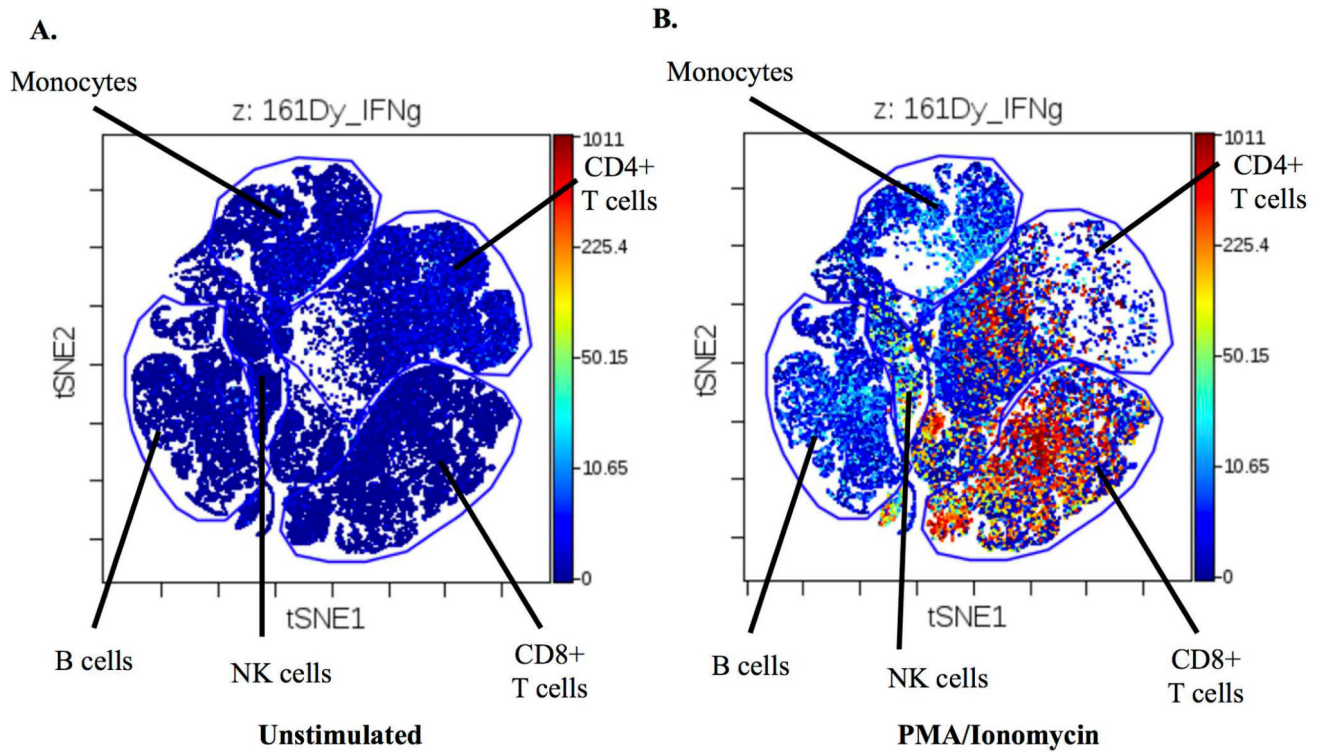 A.
Monocytes
z: 161Dy_IFNg
1011
CD4+
T cells
225.4
50.15
10.65
0
tSNE2
tSNE1
B cells
NK cells
CD8+
T cells
Unstimulated
B.
Monocytes
z: 161Dy_IFNg
1011
CD4+
T cells
225.4
50.15
10.65
0
tSNE2
tSNE1
B cells
NK cells
CD8+
T cells
PMA/Ionomycin